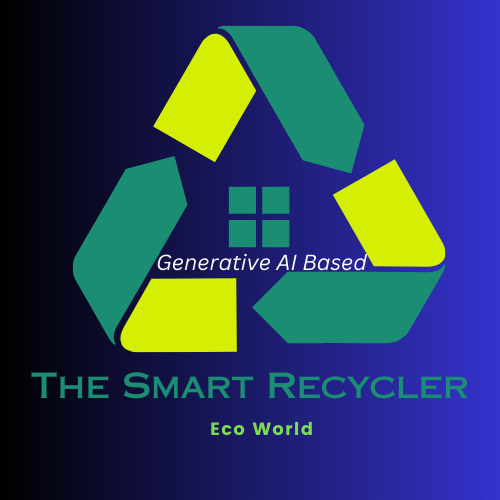 Generative AI Based
THE SMART RECYCLER
Eco World